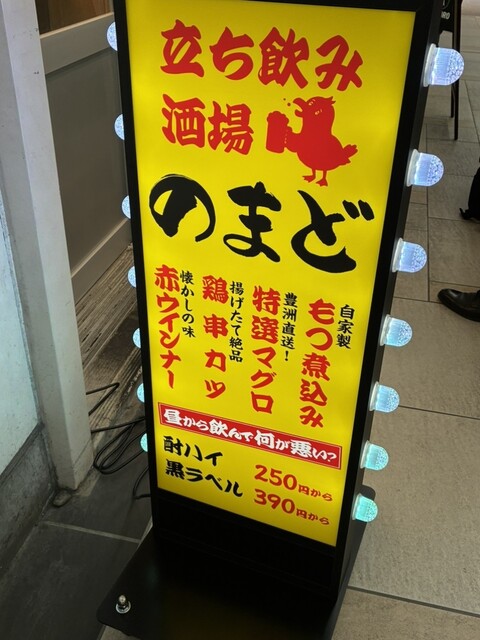 立ち飲み
酒場
のまど
自家製
もつ煮込み
豊洲直送!
特選マグロ
揚げたて絶品
鶏串カツ
懐かしの味
赤ウインナー
昼から飲んで何が悪い?
酎ハイ 250円から
黒ラベル 390円から